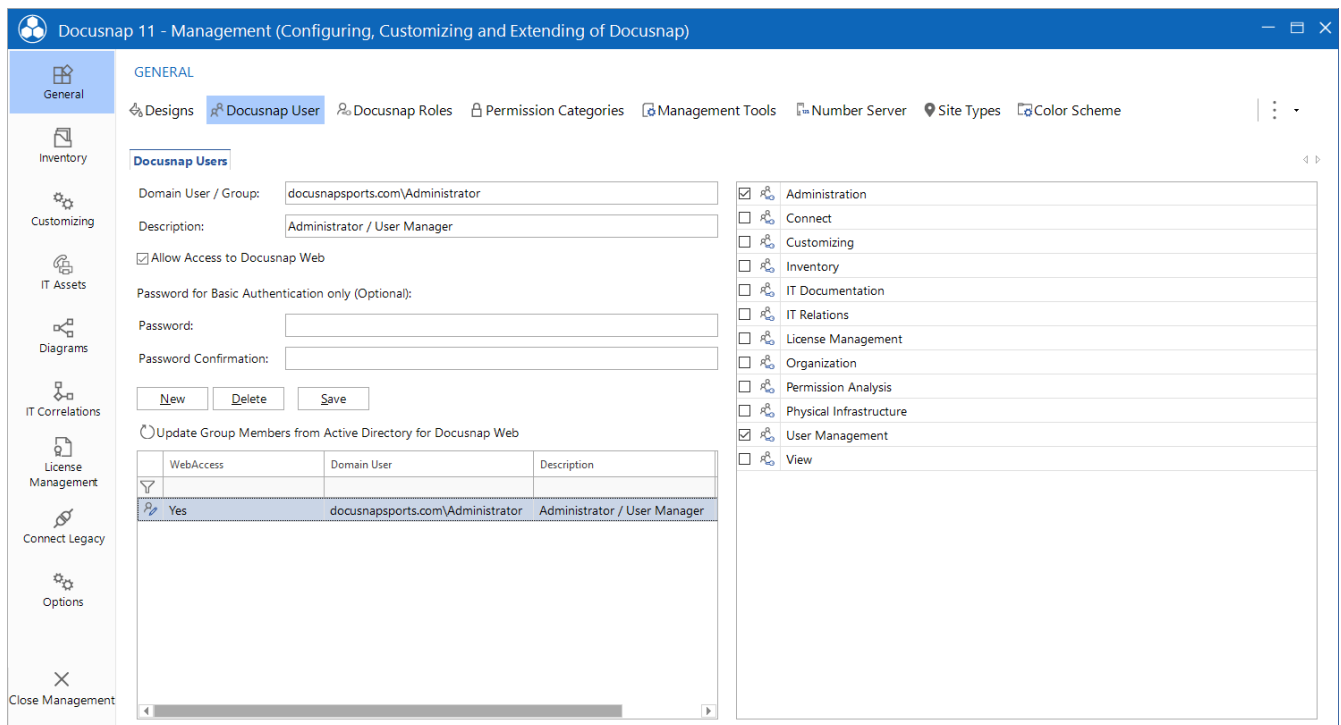 Docusnap 11 - Management (Configuring, Customizing and Extending of Docusnap)
General
Inventory
Customizing
IT Assets
Diagrams
IT Correlations
License
Management
Connect Legacy
Options
Close Management
GENERAL
Designs Docusnap User Docusnap Roles Permission Categories Management Tools Number Server Site Types Color Scheme
Docusnap Users
Domain User / Group: docusnapsports.com\Administrator
Description: Administrator / User Manager
Allow Access to Docusnap Web
Password for Basic Authentication only (Optional):
Password:
Password Confirmation:
New Delete Save
Update Group Members from Active Directory for Docusnap Web
WebAccess Domain User Description
Yes docusnapsports.com\Administrator Administrator / User Manager
Administration
Connect
Customizing
Inventory
IT Documentation
IT Relations
License Management
Organization
Permission Analysis
Physical Infrastructure
User Management
View